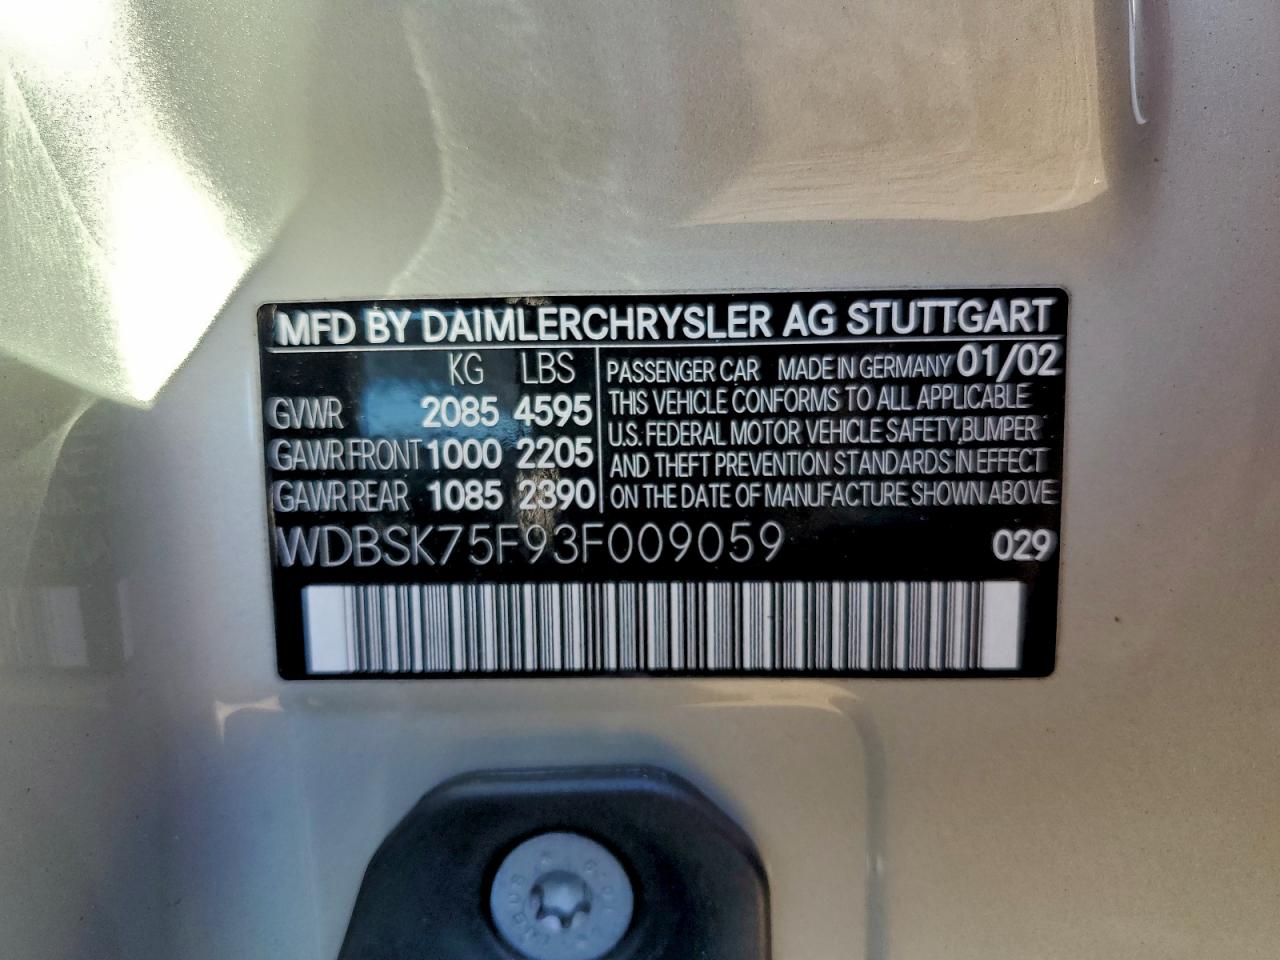 MFD BY DAIMLERCHRYSLER AG STUTTGART
KG LBS
GVWR 2085 4595
GAWR FRONT 1000 2205
GAWR REAR 1085 2390
PASSENGER CAR MADE IN GERMANY 01/02
THIS VEHICLE CONFORMS TO ALL APPLICABLE
U.S. FEDERAL MOTOR VEHICLE SAFETY, BUMPER
AND THEFT PREVENTION STANDARDS IN EFFECT
ON THE DATE OF MANUFACTURE SHOWN ABOVE
WDBSK75F93F009059 029